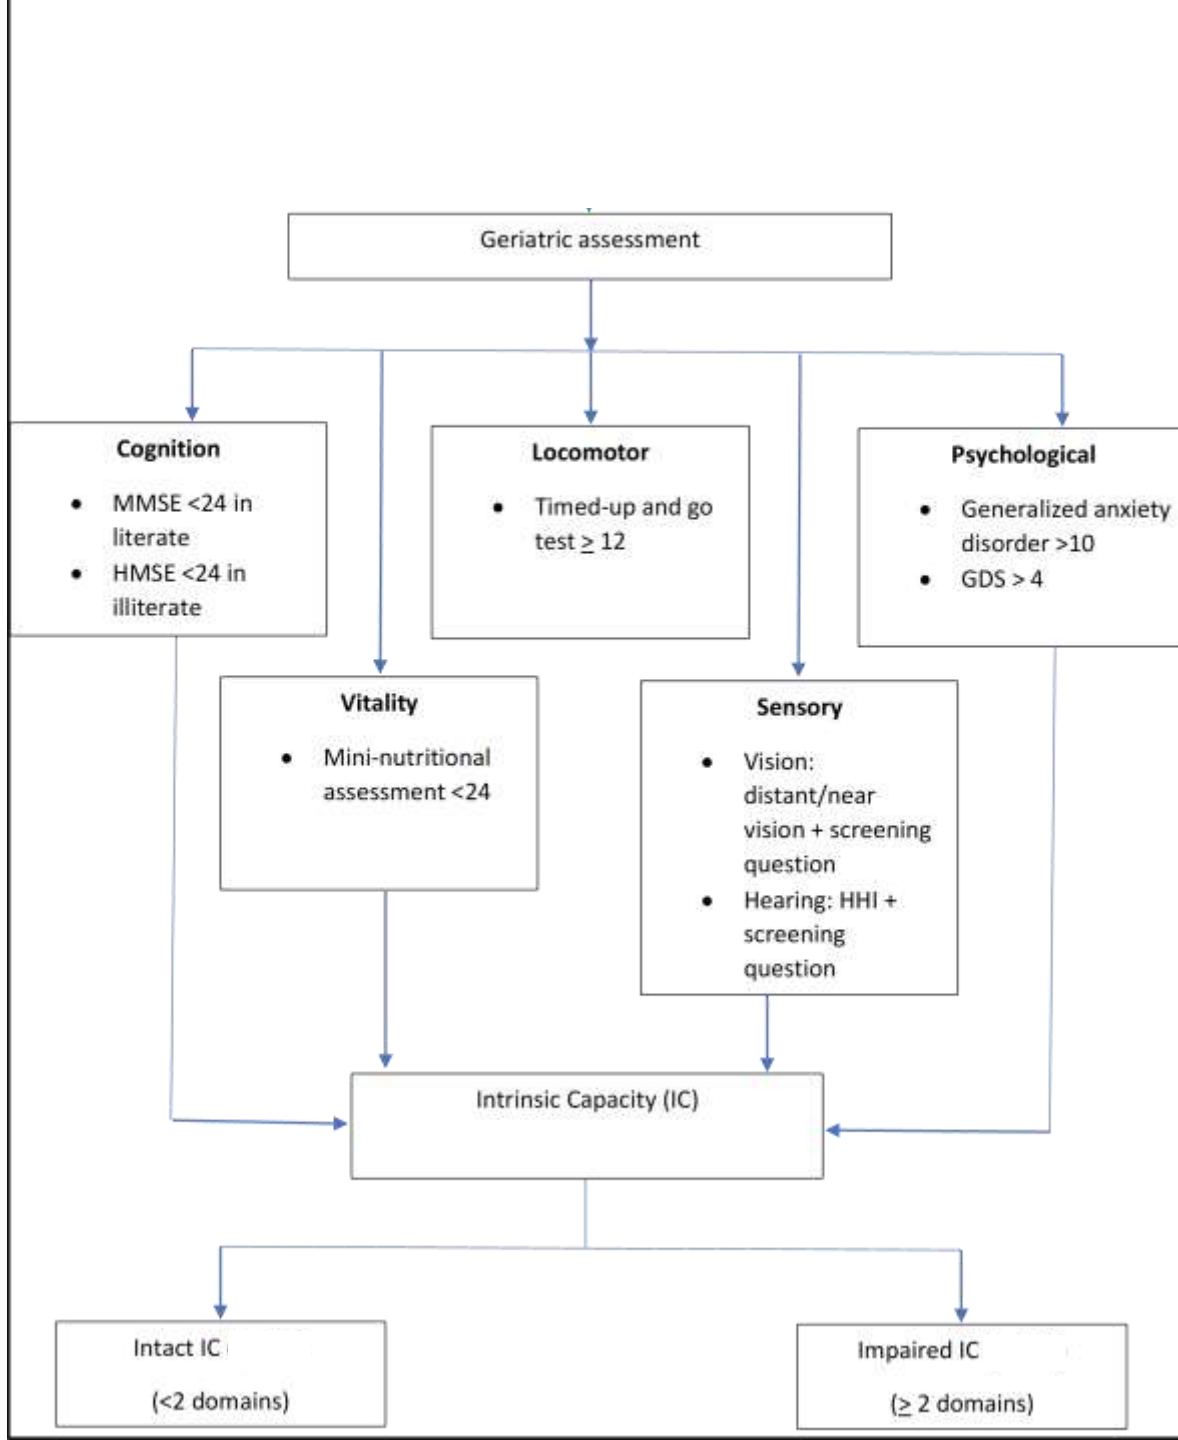 Geriatric assessment
Cognition
● MMSE <24 in
literate
● HMSE <24 in
illiterate
Locomotor
● Timed-up and go
test ≥ 12
Psychological
● Generalized anxiety
disorder >10
● GDS > 4
Vitality
● Mini-nutritional
assessment <24
Sensory
● Vision:
distant/near
vision + screening
question
● Hearing: HHI +
screening
question
Intrinsic Capacity (IC)
Intact IC
(<2 domains)
Impaired IC
(≥ 2 domains)